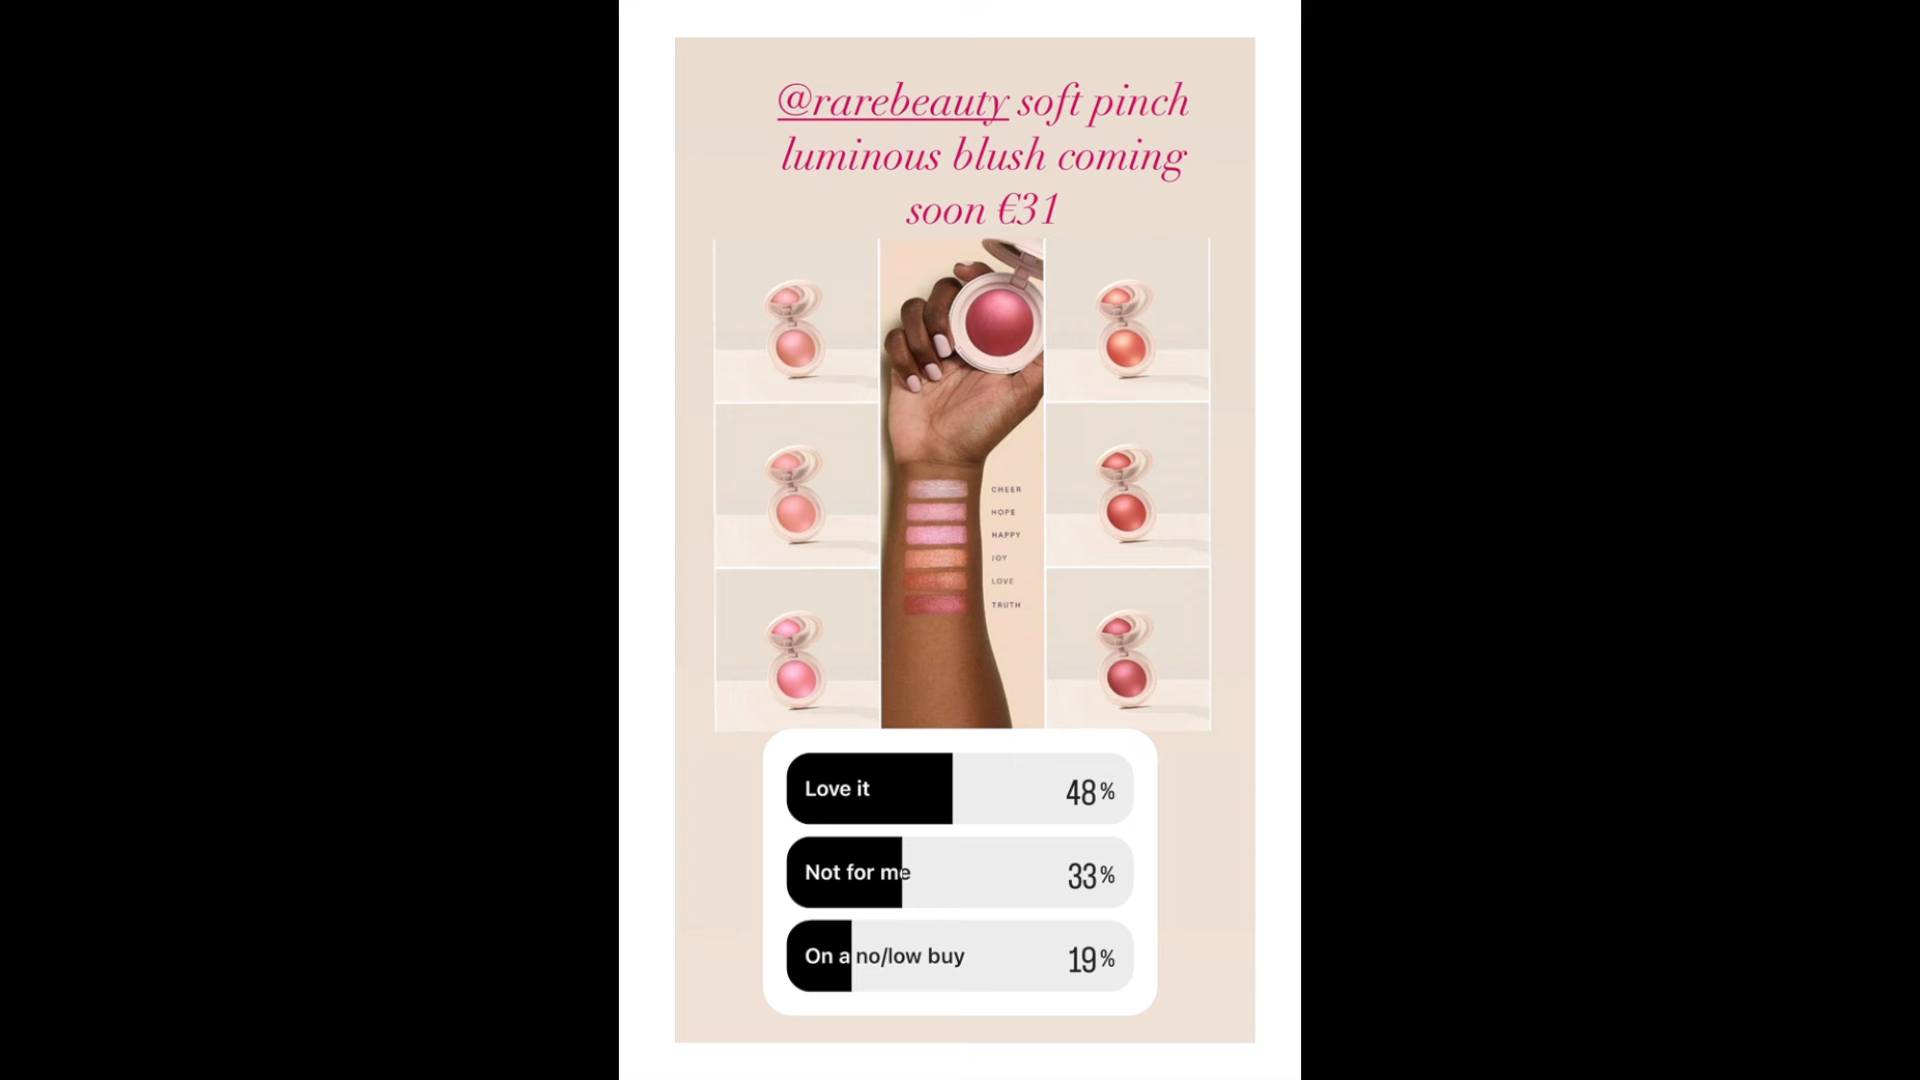 @rarebeauty soft pinch
luminous blush coming
soon €31
CHEER
HOPE
HAPPY
JOY
LOVE
TRUTH
Love it 48%
Not for me 33%
On a no/low buy 19%